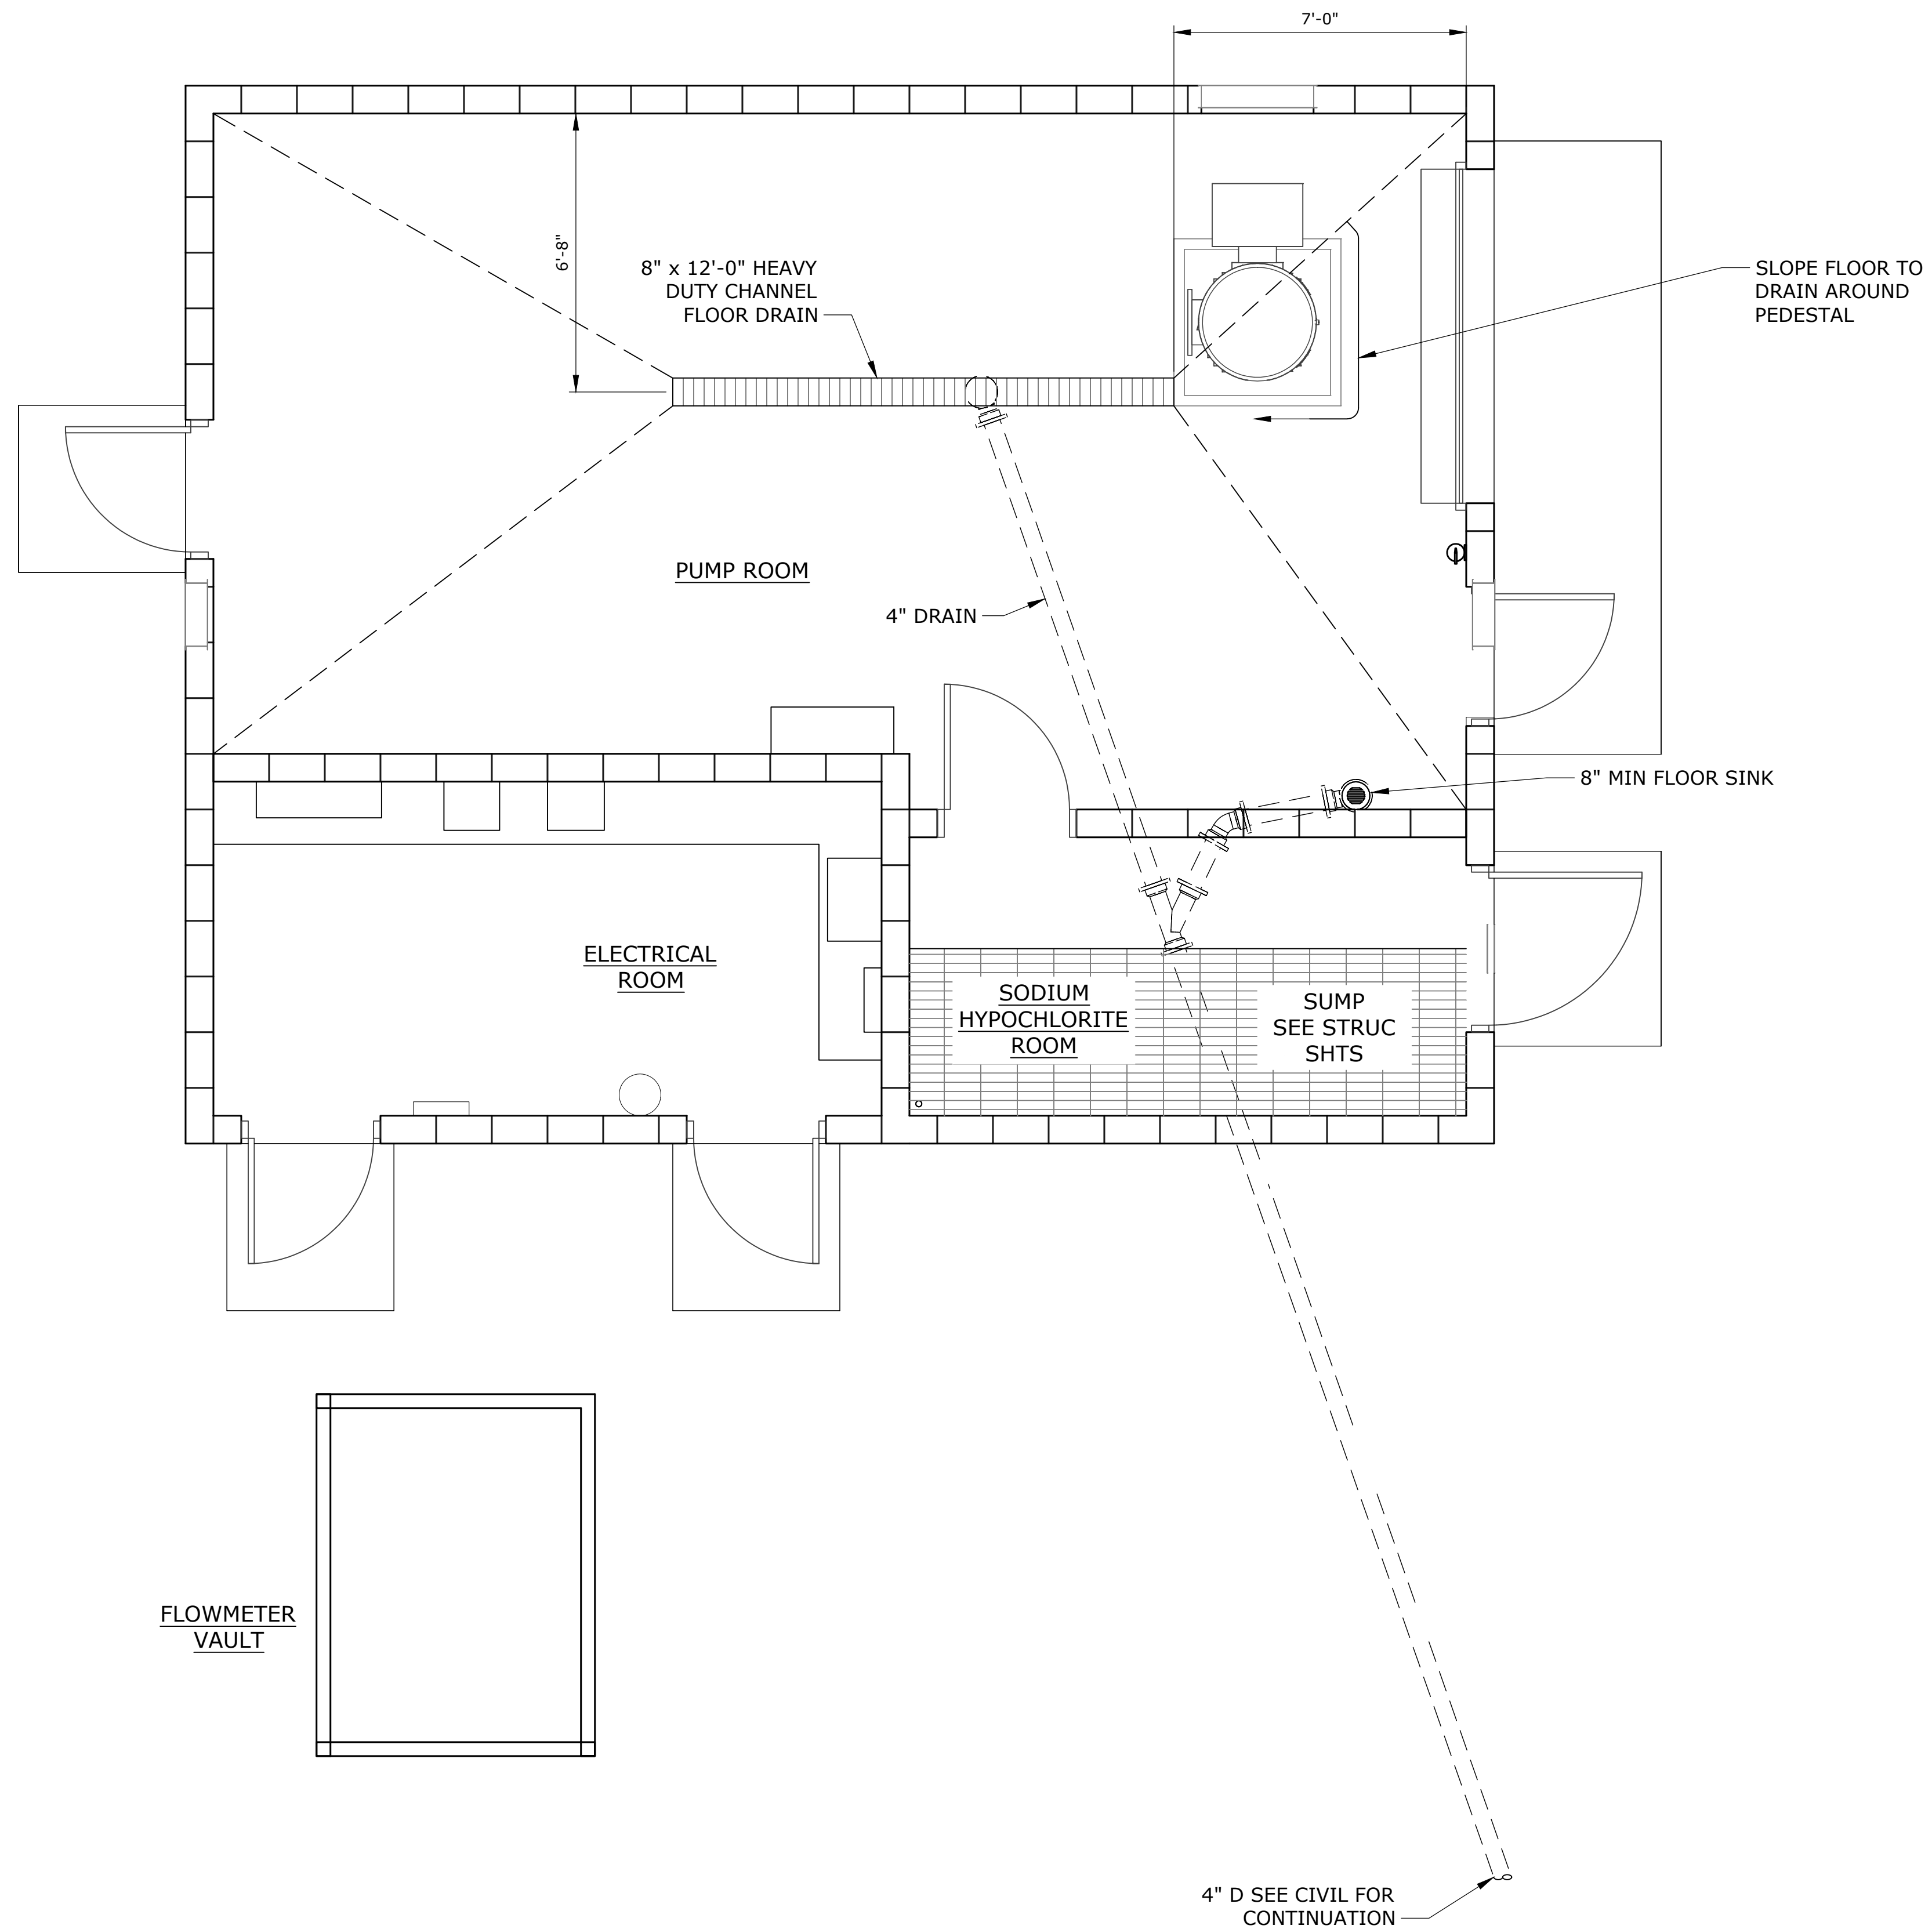 7'-0"
6'-8"
8" x 12'-0" HEAVY
DUTY CHANNEL
FLOOR DRAIN
SLOPE FLOOR TO
DRAIN AROUND
PEDESTAL
PUMP ROOM
4" DRAIN
8" MIN FLOOR SINK
ELECTRICAL
ROOM
SODIUM
HYPOCHLORITE
ROOM
SUMP
SEE STRUC
SHTS
FLOWMETER
VAULT
4" D SEE CIVIL FOR
CONTINUATION